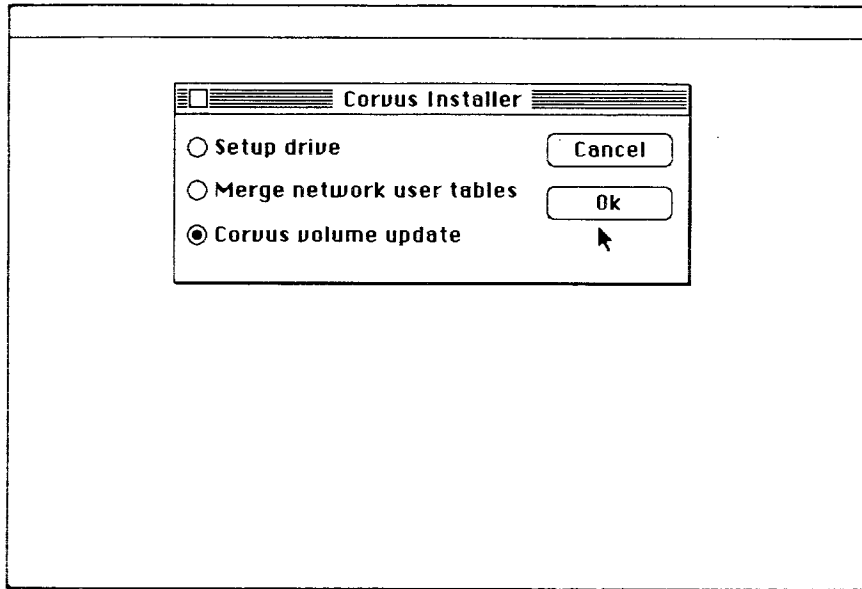 Corvus Installer
Setup drive
Cancel
Merge network user tables
Ok
Corvus volume update